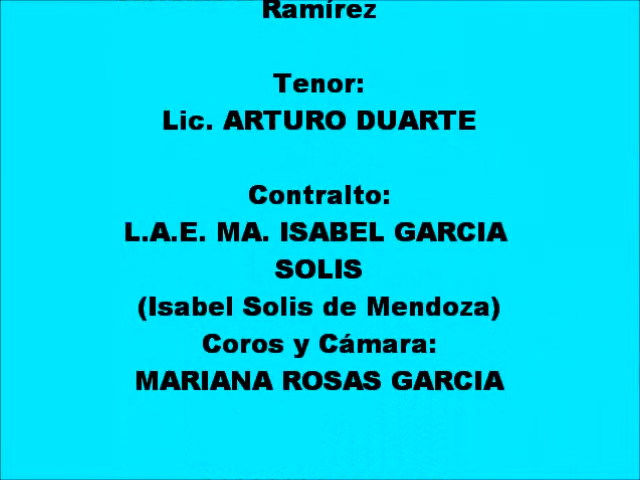 Ramírez
Tenor:
Lic. ARTURO DUARTE
Contralto:
L.A.E. MA. ISABEL GARCIA
SOLIS
(Isabel Solis de Mendoza)
Coros y Cámara:
MARIANA ROSAS GARCIA